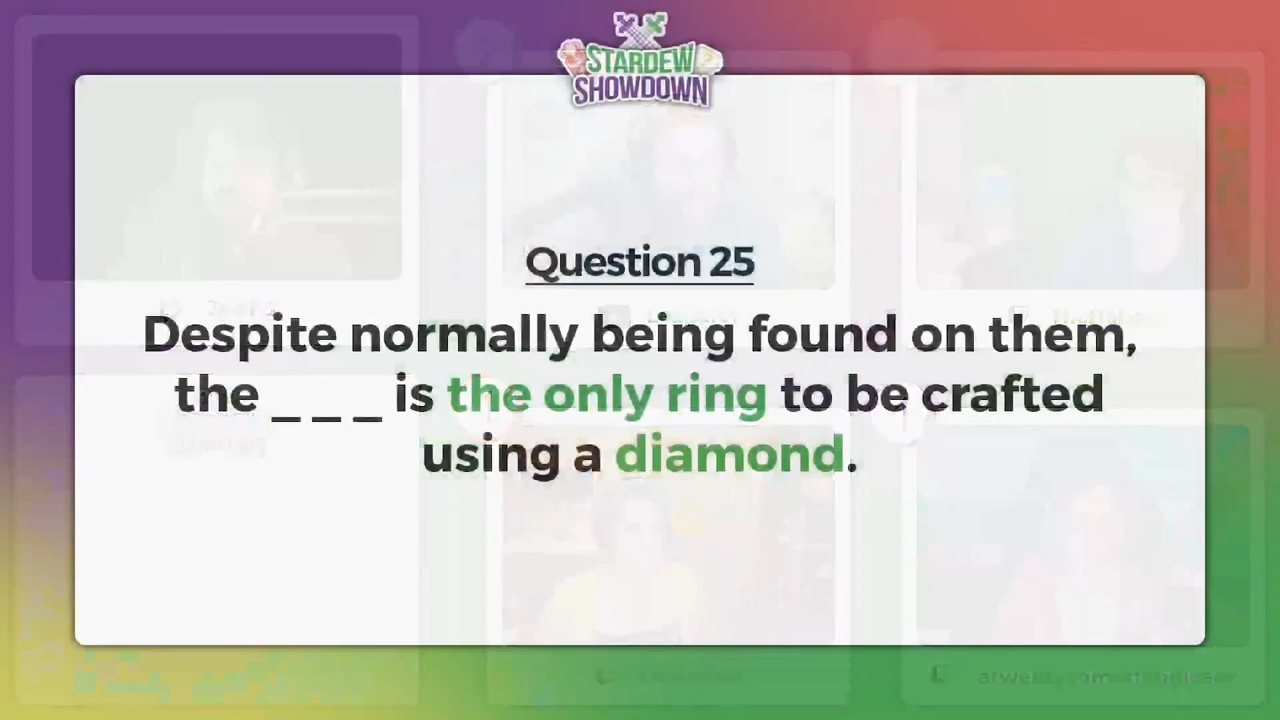 STARDEW
SHOWDOWN
Question 25
Despite normally being found on them,
the _ _ _ is the only ring to be crafted
using a diamond.